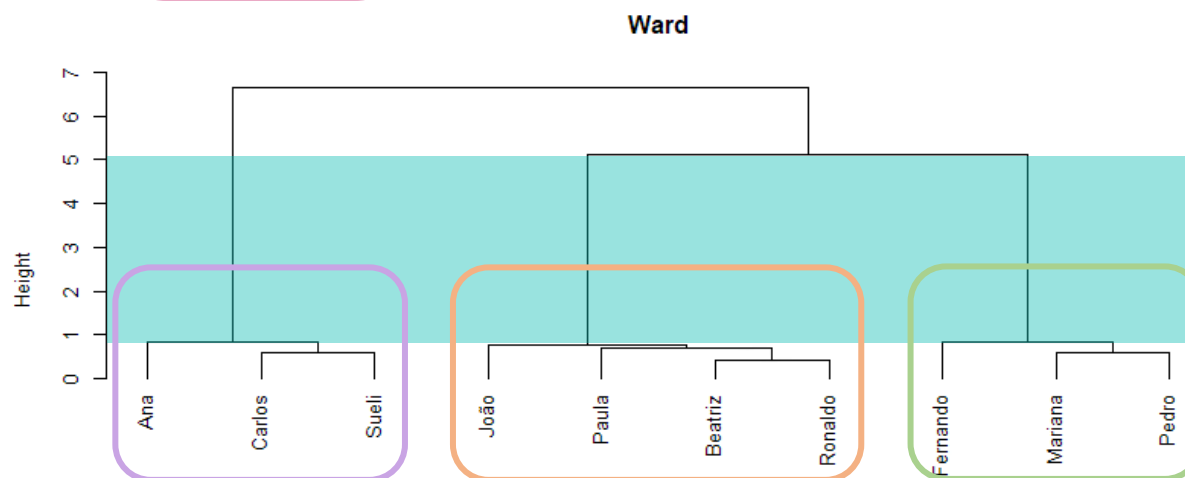 Ward
7
6
5
4
3
2
1
0
Height
Ana
Carlos
Sueli
João
Paula
Beatriz
Ronaldo
Fernando
Mariana
Pedro